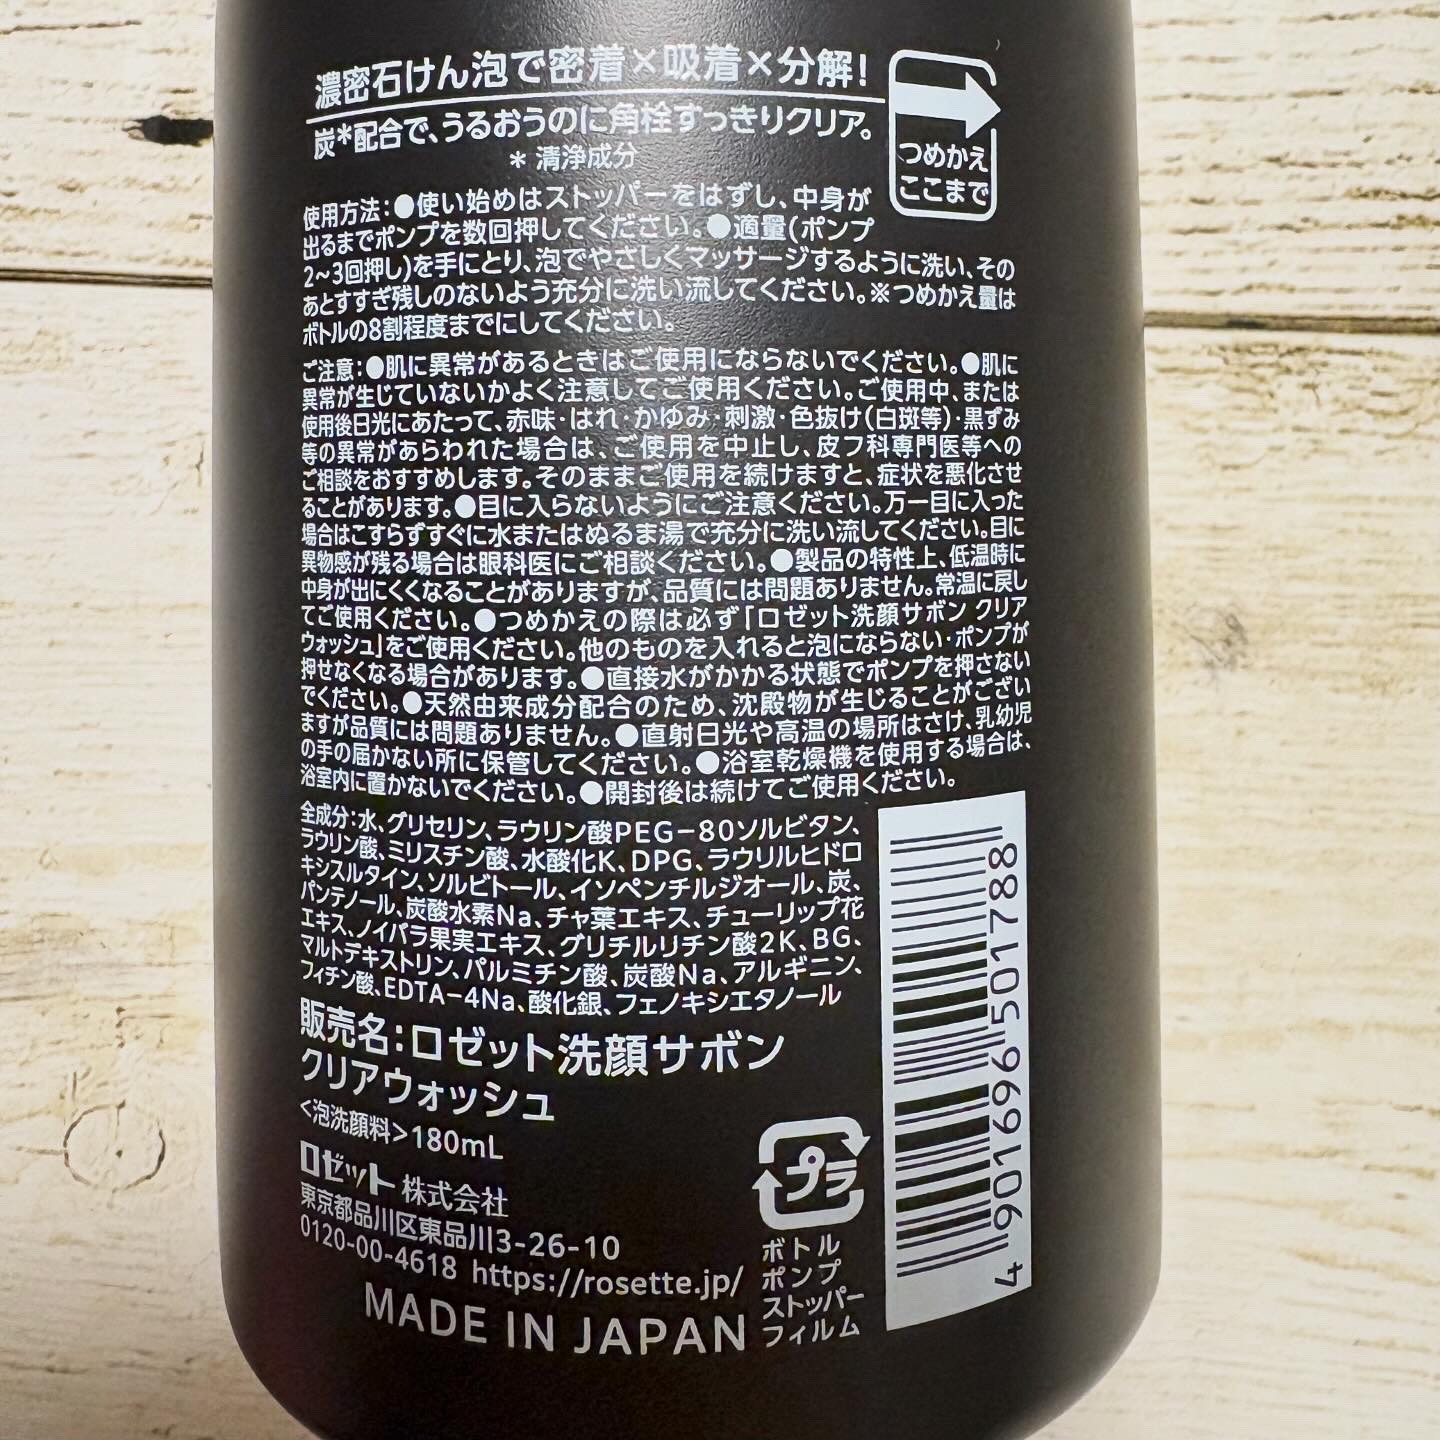 濃密石けん泡で密着×吸着×分解!
炭*配合で、うるおうのに角栓すっきりクリア。
* 清浄成分
つめかえ
ここまで
使用方法:●使い始めはストッパーをはずし、中身が
出るまでポンプを数回押してください。●適量(ポンプ
2~3回押し)を手にとり、泡でやさしくマッサージするように洗い、その
あとすすぎ残しのないよう充分に洗い流してください。※つめかえ量は
ボトルの8割程度までにしてください。
ご注意:●肌に異常があるときはご使用にならないでください。●肌に
異常が生じていないかよく注意してご使用ください。ご使用中、または
使用後日光にあたって、赤味・はれ・かゆみ・刺激・色抜け(白斑等)・黒ずみ
等の異常があらわれた場合は、ご使用を中止し、皮フ科専門医等への
ご相談をおすすめします。そのままご使用を続けますと、症状を悪化させ
ることがあります。●目に入らないようにご注意ください。万一目に入った
場合はこすらずすぐに水またはぬるま湯で充分に洗い流してください。目に
異物感が残る場合は眼科医にご相談ください。●製品の特性上、低温時に
中身が出にくくなることがありますが、品質には問題ありません。常温に戻し
てご使用ください。●つめかえの際は必ず「ロゼット洗顔サボン クリア
ウォッシュ」をご使用ください。他のものを入れると泡にならない・ポンプが
押せなくなる場合があります。●直接水がかかる状態でポンプを押さない
でください。●天然由来成分配合のため、沈殿物が生じることがござい
ますが品質には問題ありません。●直射日光や高温の場所はさけ、乳幼児
の手の届かない所に保管してください。●浴室乾燥機を使用する場合は、
浴室内に置かないでください。●開封後は続けてご使用ください。
全成分:水、グリセリン、ラウリン酸PEG-80ソルビタン、
ラウリン酸、ミリスチン酸、水酸化K、DPG、ラウリルヒドロ
キシスルタイン、ソルビトール、イソペンチルジオール、炭、
パンテノール、炭酸水素Na、チャ葉エキス、チューリップ花
エキス、ノイバラ果実エキス、グリチルリチン酸2K、BG、
マルトデキストリン、パルミチン酸、炭酸Na、アルギニン、
フィチン酸、EDTA-4Na、酸化銀、フェノキシエタノール
販売名:ロゼット洗顔サボン
クリアウォッシュ
<泡洗顔料>180mL
ロゼット 株式会社
東京都品川区東品川3-26-10
0120-00-4618 https://rosette.jp/
MADE IN JAPAN
プラ
ボトル
ポンプ
ストッパー
フィルム
4 901696 501788